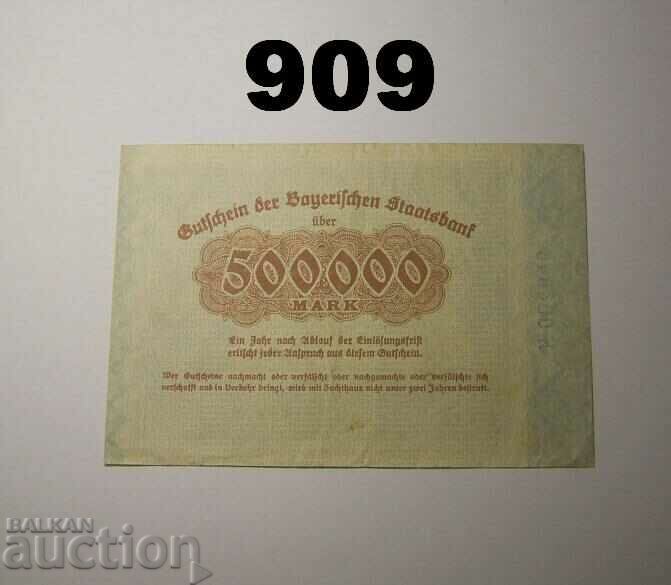 909
Gutschein der Bayerischen Staatsbank
über
500000
MARK
Ein Jahr nach Ablauf der Einlösungsfrist
erlischt jeder Anspruch aus diesem Gutschein.
Wer Gutscheine nachmacht oder verfälscht oder nachgemachte oder verfälschte sich
verschafft und in Verkehr bringt, wird mit Zuchthaus nicht unter zwei Jahren bestraft.
BALKAN
auction